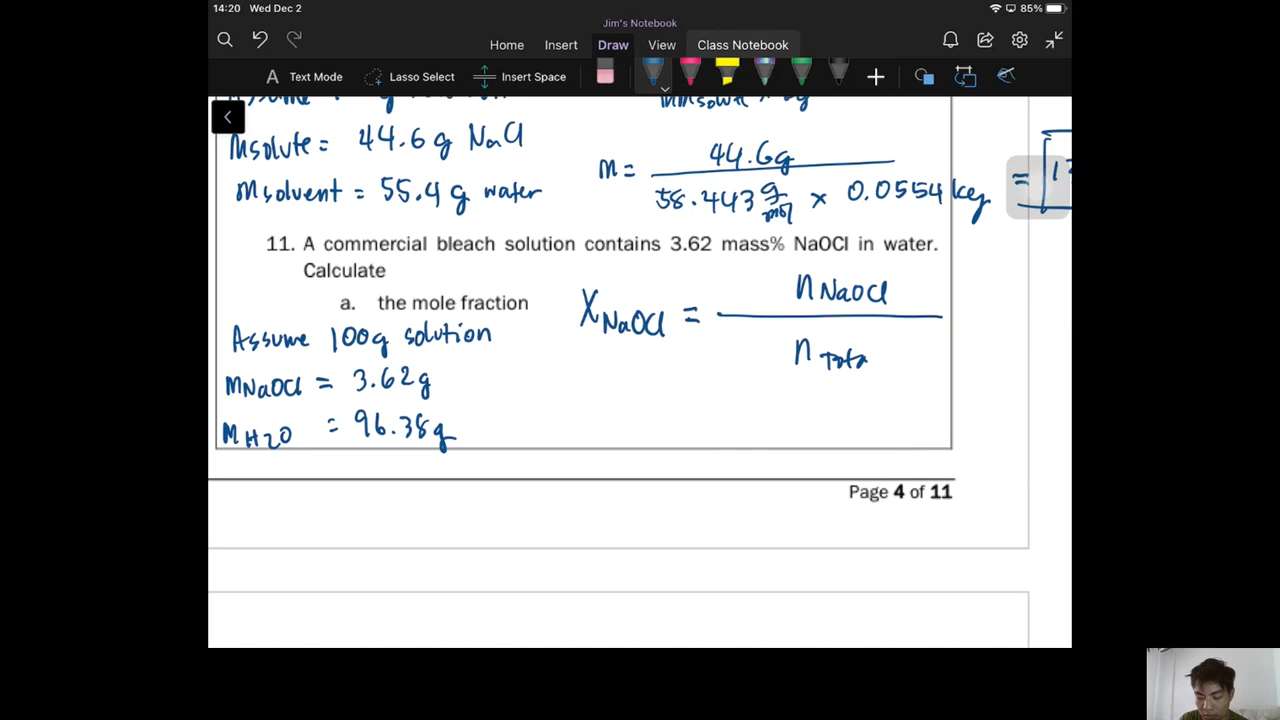 14:20 Wed Dec 2
85%
Jim's Notebook
Home Insert Draw View Class Notebook
Text Mode Lasso Select Insert Space
Msolute = 44.6 g NaCl
Msolvent = 55.4 g water
m = 44.6g
58.443 g/mol × 0.0554 kg
=
11. A commercial bleach solution contains 3.62 mass% NaOCl in water.
Calculate
a. the mole fraction
Assume 100g solution
MNaOCl = 3.62g
MH2O = 96.38g
XNaOCl = nNaOCl
n Tota
Page 4 of 11